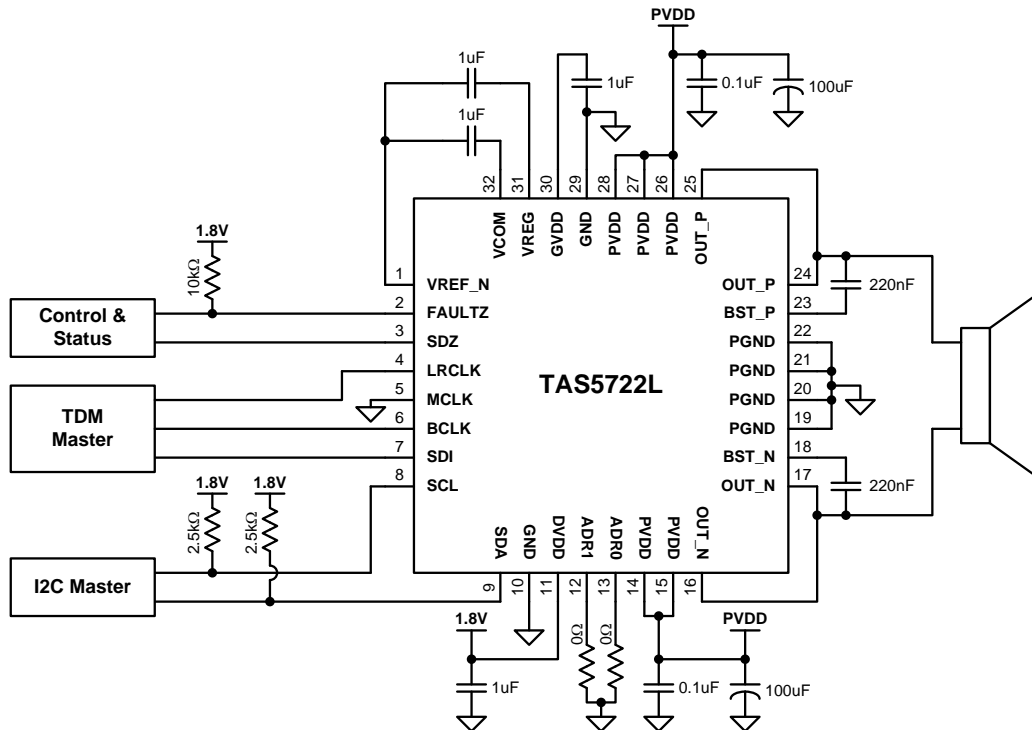 PVDD
1uF
1uF
1uF
0.1uF
100uF
32
31
30
29
28
27
26
25
VCOM
VREG
GVDD
GND
PVDD
PVDD
PVDD
OUT_P
1.8V
10kΩ
Control &
Status
TDM
Master
I2C Master
1
2
3
4
5
6
7
8
VREF_N
FAULTZ
SDZ
LRCLK
MCLK
BCLK
SDI
SCL
TAS5722L
OUT_P
BST_P
PGND
PGND
PGND
PGND
BST_N
OUT_N
24
23
22
21
20
19
18
17
220nF
220nF
1.8V
1.8V
2.5kΩ
2.5kΩ
SDA
GND
DVDD
ADR1
ADR0
PVDD
PVDD
OUT_N
9
10
11
12
13
14
15
16
1.8V
0Ω
0Ω
PVDD
1uF
0.1uF
100uF